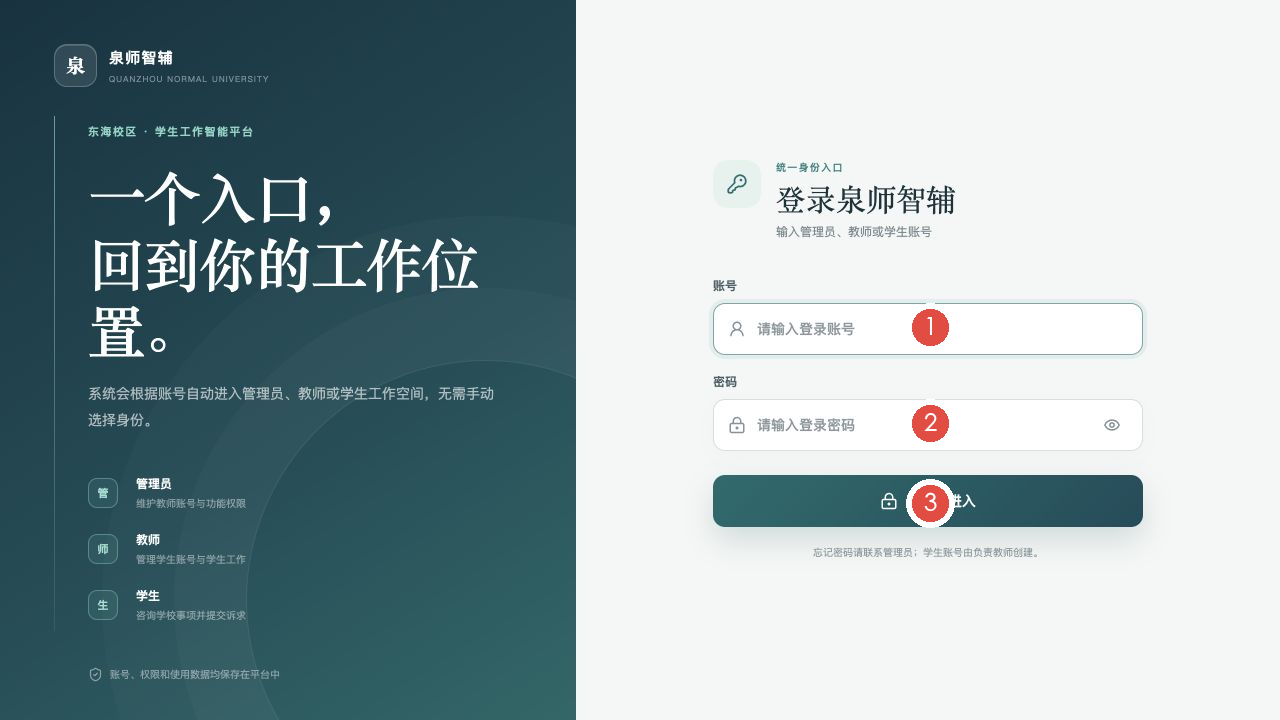 泉
泉师智辅
QUANZHOU NORMAL UNIVERSITY
东海校区 · 学生工作智能平台
一个入口，
回到你的工作位
置。
系统会根据账号自动进入管理员、教师或学生工作空间，无需手动
选择身份。
管
管理员
维护教师账号与功能权限
师
教师
管理学生账号与学生工作
生
学生
咨询学校事项并提交诉求
账号、权限和使用数据均保存在平台中
统一身份入口
登录泉师智辅
输入管理员、教师或学生账号
账号
请输入登录账号
1
密码
请输入登录密码
2
3
进入
忘记密码请联系管理员；学生账号由负责教师创建。